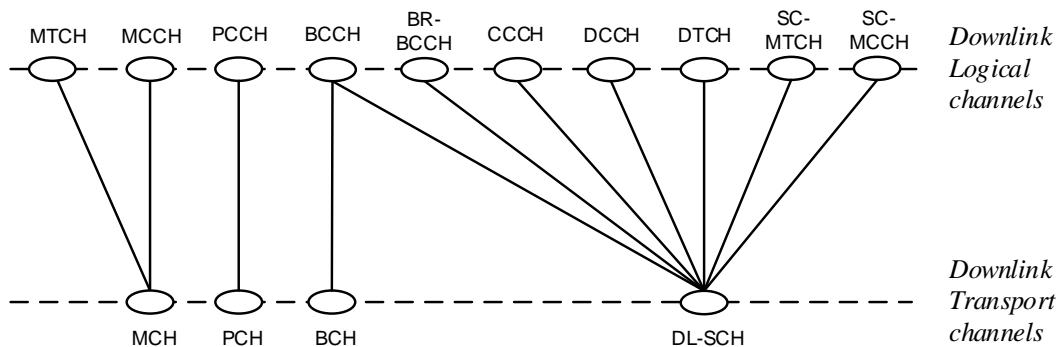 MTCH
MCCH
PCCH
BCCH
BR-
BCCH
CCCH
DCCH
DTCH
SC-
MTCH
SC-
MCCH
Downlink
Logical
channels
MCH
PCH
BCH
DL-SCH
Downlink
Transport
channels